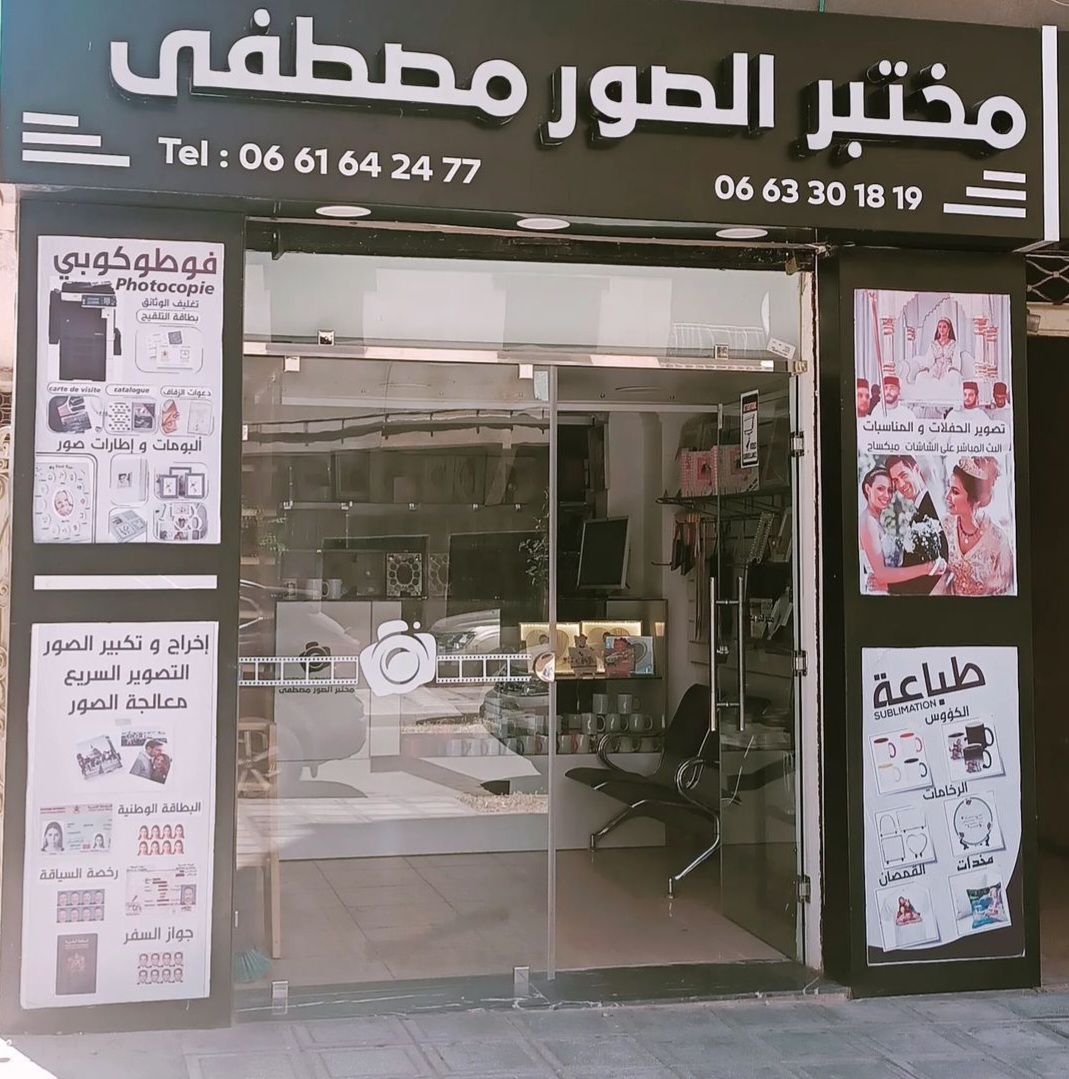 مختبر الصور مصطفى
Tel : 06 61 64 24 77
06 63 30 18 19
فوطوكوبي
Photocopie
تغليف الوثائق
بطاقة التلقيح
carte de visite
catalogue
دعوات الزفاف
ألبومات و إطارات صور
إخراج و تكبير الصور
التصوير السريع
معالجة الصور
البطاقة الوطنية
رخصة السياقة
جواز السفر
مختبر الصور مصطفى
تصوير الحفلات و المناسبات
البث المباشر على الشاشات ميكساج
طباعة
SUBLIMATION
الكؤوس
الرخامات
مخدات
القمصان